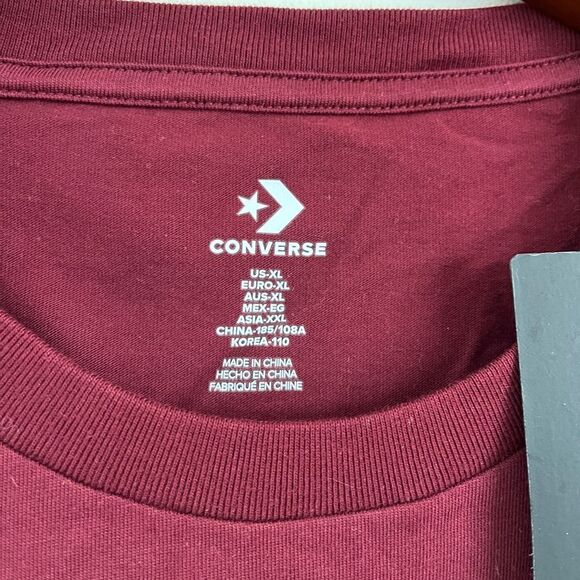 CONVERSE
US-XL
EURO-XL
AUS-XL
MEX-EG
ASIA-XXL
CHINA-185/108A
KOREA-110
MADE IN CHINA
HECHO EN CHINA
FABRIQUÉ EN CHINE